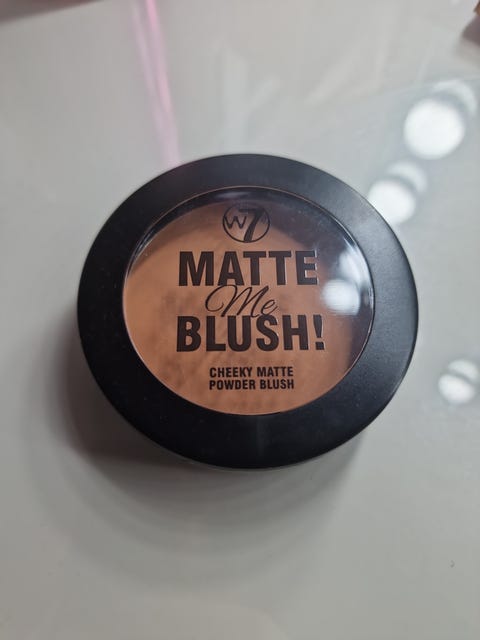 W7
MATTE
Me
BLUSH!
CHEEKY MATTE
POWDER BLUSH